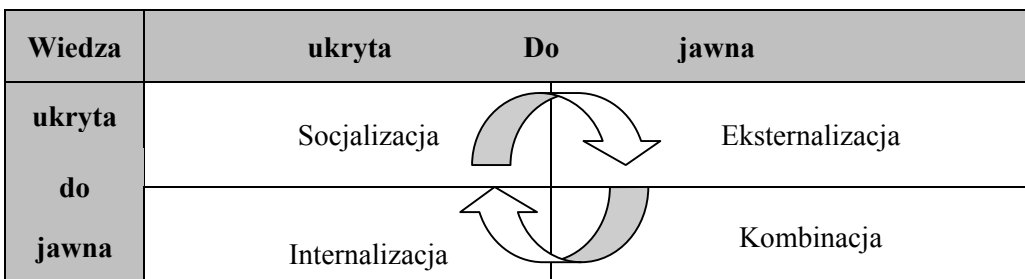 Wiedza ukryta Do jawna
ukryta
Socjalizacja Eksternalizacja
do
jawna
Internalizacja Kombinacja